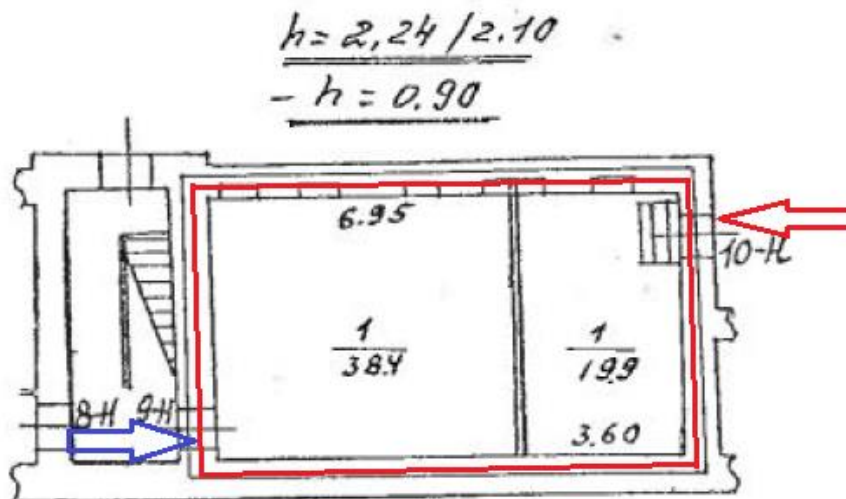 h = 2,24 / 2.10
- h = 0.90
6.95
10-Н
1
38.4
1
19.9
8-Н 9-Н
3.60